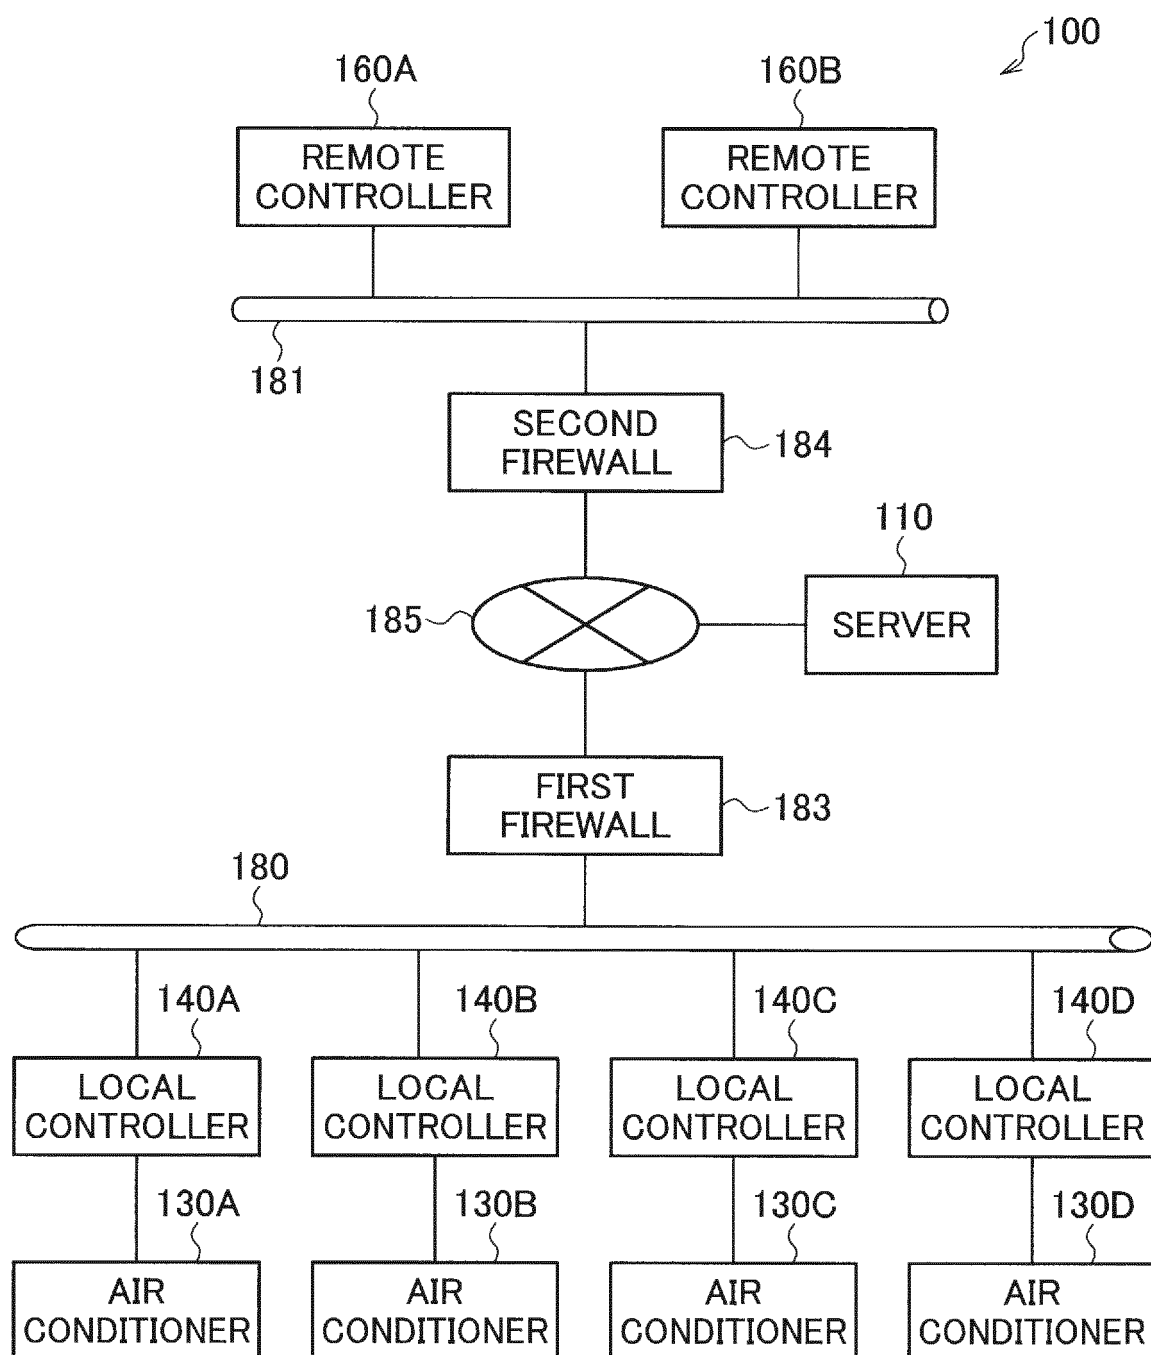 100
160A
160B
REMOTE
CONTROLLER
REMOTE
CONTROLLER
181
SECOND
FIREWALL
184
110
185
SERVER
FIRST
FIREWALL
183
180
140A
140B
140C
140D
LOCAL
CONTROLLER
LOCAL
CONTROLLER
LOCAL
CONTROLLER
LOCAL
CONTROLLER
130A
130B
130C
130D
AIR
CONDITIONER
AIR
CONDITIONER
AIR
CONDITIONER
AIR
CONDITIONER